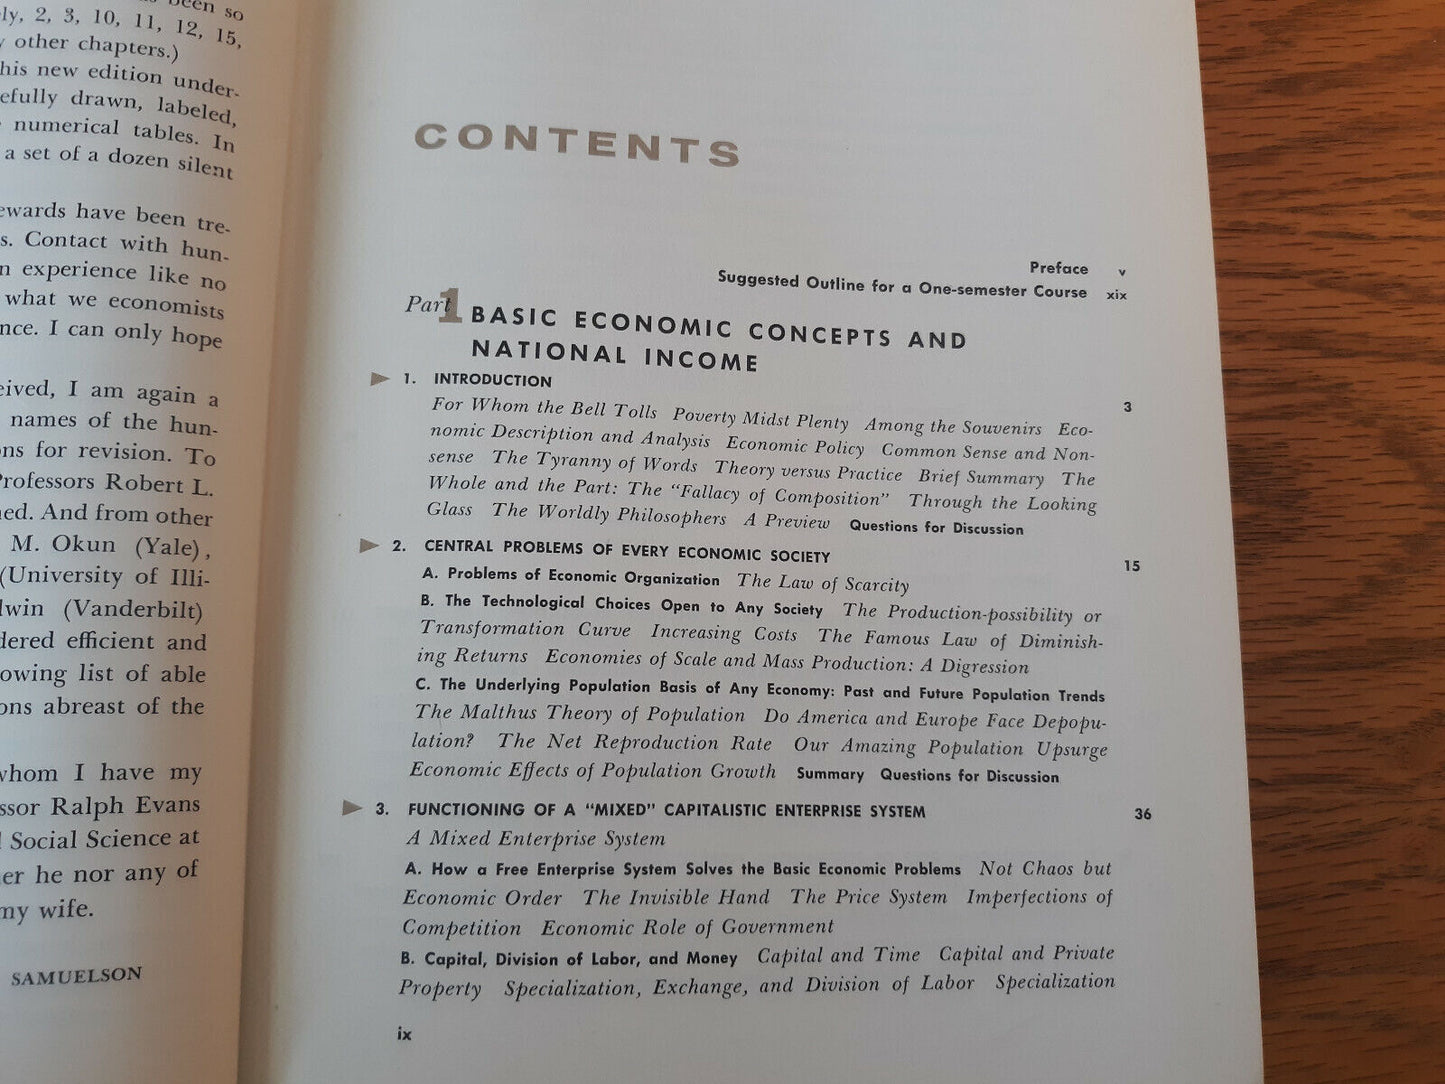 been so
ly, 2, 3, 10, 11, 12, 15,
other chapters.)
his new edition under-
efully drawn, labeled,
numerical tables. In
a set of a dozen silent
ewards have been tre-
s. Contact with hun-
n experience like no
what we economists
nce. I can only hope
eived, I am again a
names of the hun-
ns for revision. To
Professors Robert L.
ed. And from other
M. Okun (Yale),
(University of Illi-
dwin (Vanderbilt)
dered efficient and
owing list of able
ons abreast of the
whom I have my
ssor Ralph Evans
Social Science at
er he nor any of
my wife.
SAMUELSON
CONTENTS
Preface v
Suggested Outline for a One-semester Course xix
Part 1 BASIC ECONOMIC CONCEPTS AND
NATIONAL INCOME
1. INTRODUCTION 3
For Whom the Bell Tolls Poverty Midst Plenty Among the Souvenirs Eco-
nomic Description and Analysis Economic Policy Common Sense and Non-
sense The Tyranny of Words Theory versus Practice Brief Summary The
Whole and the Part: The “Fallacy of Composition” Through the Looking
Glass The Worldly Philosophers A Preview Questions for Discussion
2. CENTRAL PROBLEMS OF EVERY ECONOMIC SOCIETY 15
A. Problems of Economic Organization The Law of Scarcity
B. The Technological Choices Open to Any Society The Production-possibility or
Transformation Curve Increasing Costs The Famous Law of Diminish-
ing Returns Economies of Scale and Mass Production: A Digression
C. The Underlying Population Basis of Any Economy: Past and Future Population Trends
The Malthus Theory of Population Do America and Europe Face Depopu-
lation? The Net Reproduction Rate Our Amazing Population Upsurge
Economic Effects of Population Growth Summary Questions for Discussion
3. FUNCTIONING OF A “MIXED” CAPITALISTIC ENTERPRISE SYSTEM 36
A Mixed Enterprise System
A. How a Free Enterprise System Solves the Basic Economic Problems Not Chaos but
Economic Order The Invisible Hand The Price System Imperfections of
Competition Economic Role of Government
B. Capital, Division of Labor, and Money Capital and Time Capital and Private
Property Specialization, Exchange, and Division of Labor Specialization
ix